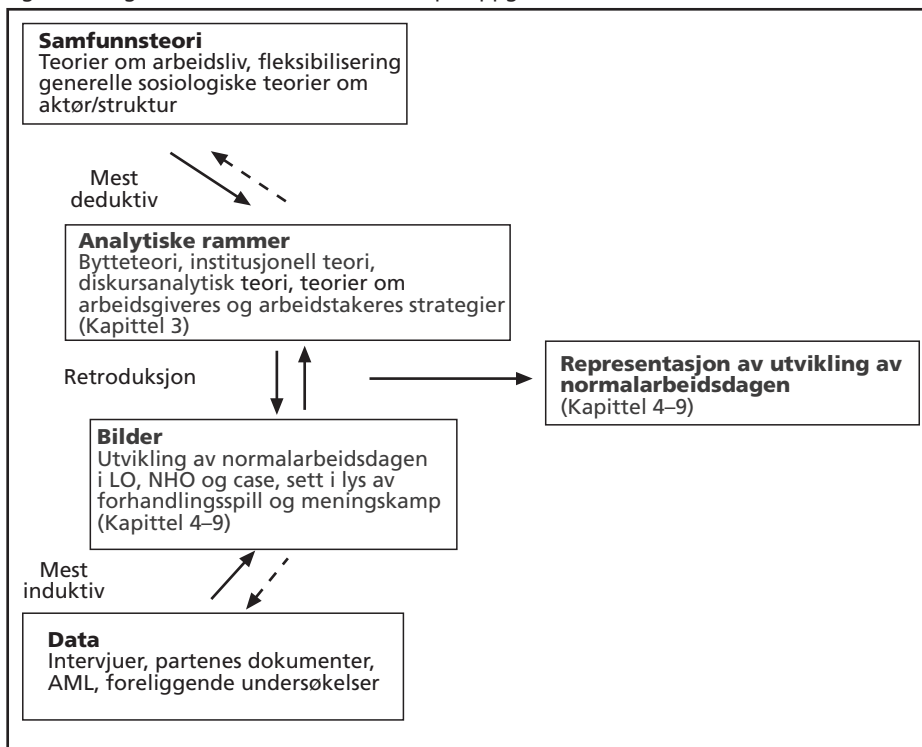 Samfunnsteori
Teorier om arbeidsliv, fleksibilisering
generelle sosiologiske teorier om
aktør/struktur
Mest
deduktiv
Analytiske rammer
Bytteteori, institusjonell teori,
diskursanalytisk teori, teorier om
arbeidsgiveres og arbeidstakeres strategier
(Kapittel 3)
Retroduksjon
Representasjon av utvikling av
normalarbeidsdagen
(Kapittel 4–9)
Bilder
Utvikling av normalarbeidsdagen
i LO, NHO og case, sett i lys av
forhandlingsspill og meningskamp
(Kapittel 4–9)
Mest
induktiv
Data
Intervjuer, partenes dokumenter,
AML, foreliggende undersøkelser